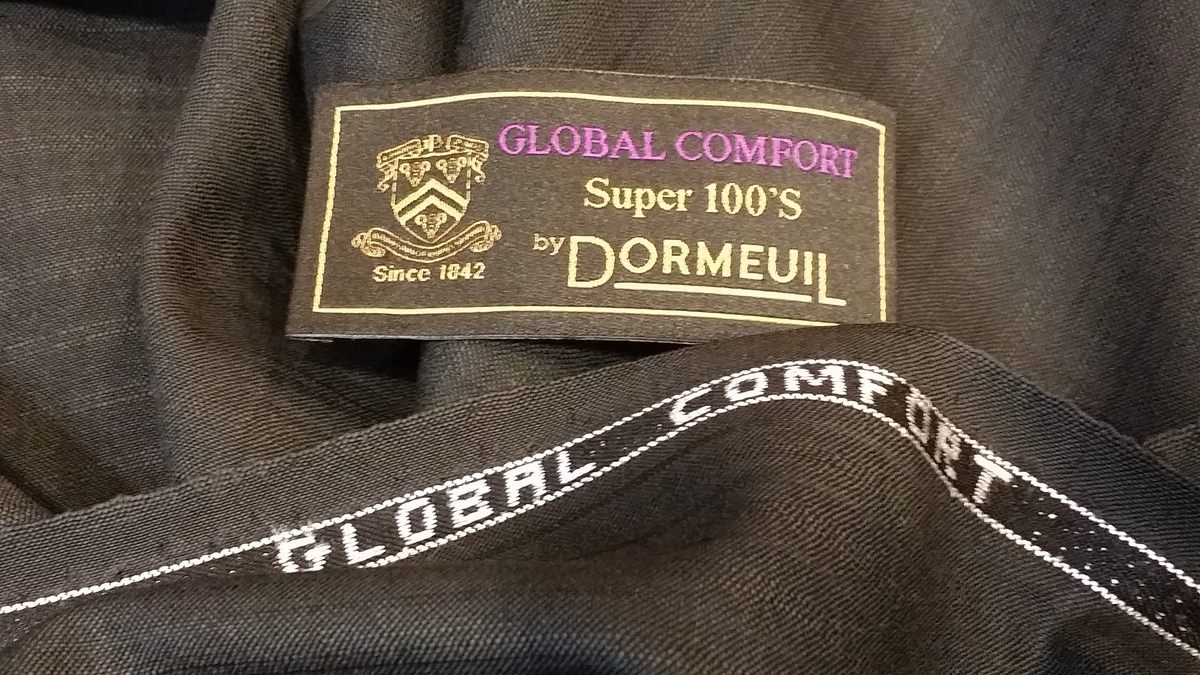 GLOBAL COMFORT
Super 100'S
by DORMEUIL
Since 1842
GLOBAL COMFORT